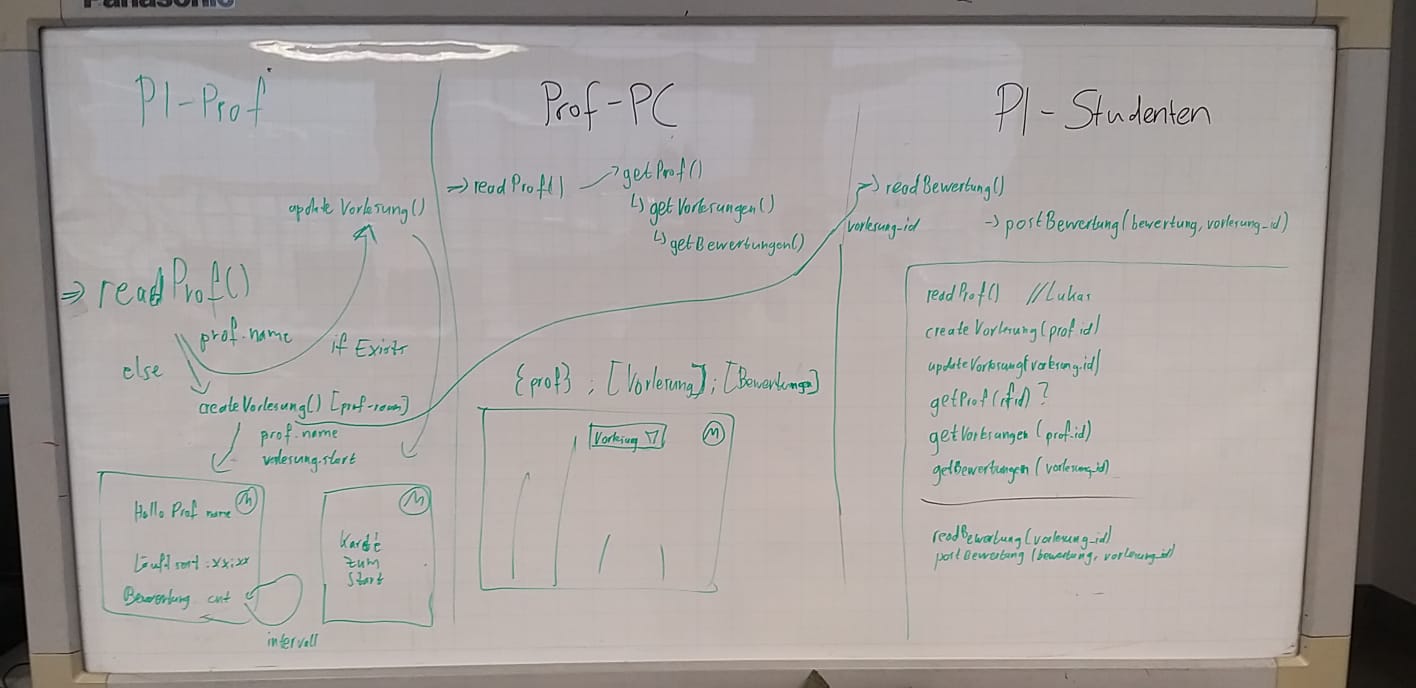 Panasonic
PI-Prof
update Vorlesung()
=> readProf()
prof.name
if Exists
else
createVorlesung() [prof-room]
prof.name
vorlesung.start
Hallo Prof name
M
Läuft seit :xx:xx
Bewertung cnt
intervall
M
Karte
zum
Start
Prof-PC
=> readProf() -> getProf()
↳ getVorlesungen()
↳ getBewertungen()
{prof} ; [Vorlesung]; [Bewertungen]
Vorlesung ▽
M
PI-Studenten
=> readBewertung()
vorlesung-id
-> postBewertung(bewertung, vorlesung_id)
readProf() //Lukas
createVorlesung(prof.id)
updateVorlesung(vorlesung.id)
getProf(rfid)?
getVorlesungen (prof.id)
getBewertungen (vorlesung_id)
readBewertung(vorlesung_id)
postBewertung (bewertung, vorlesung_id)